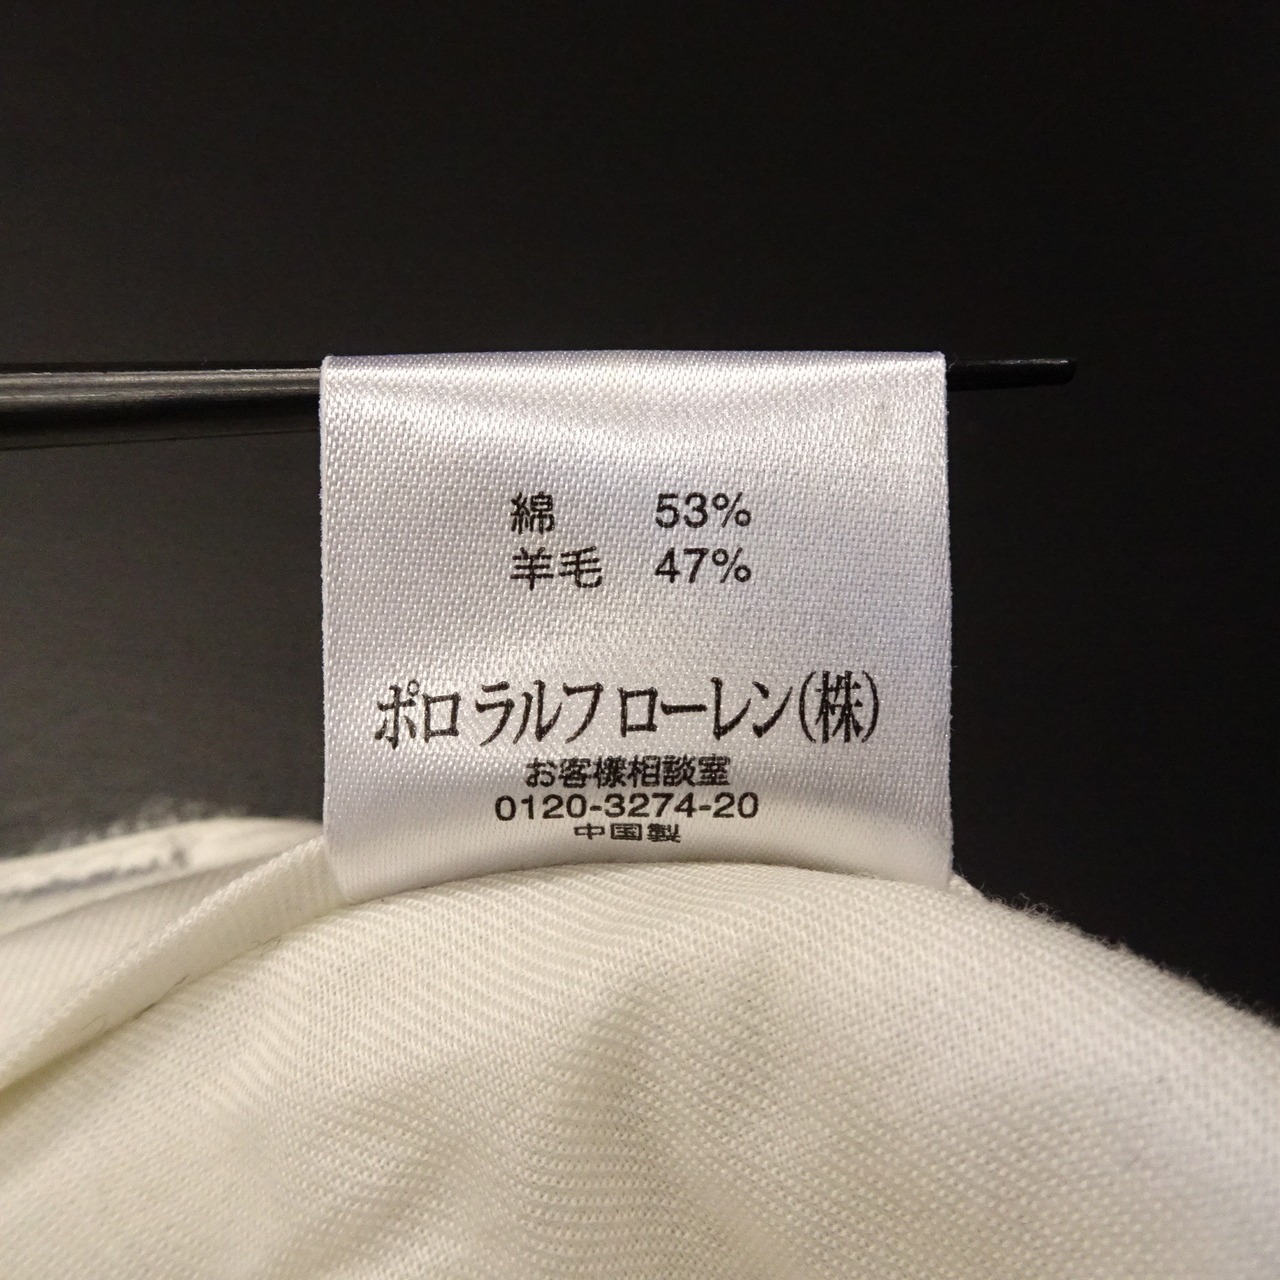 綿 53%
羊毛 47%
ポロ ラルフ ローレン(株)
お客様相談室
0120-3274-20
中国製